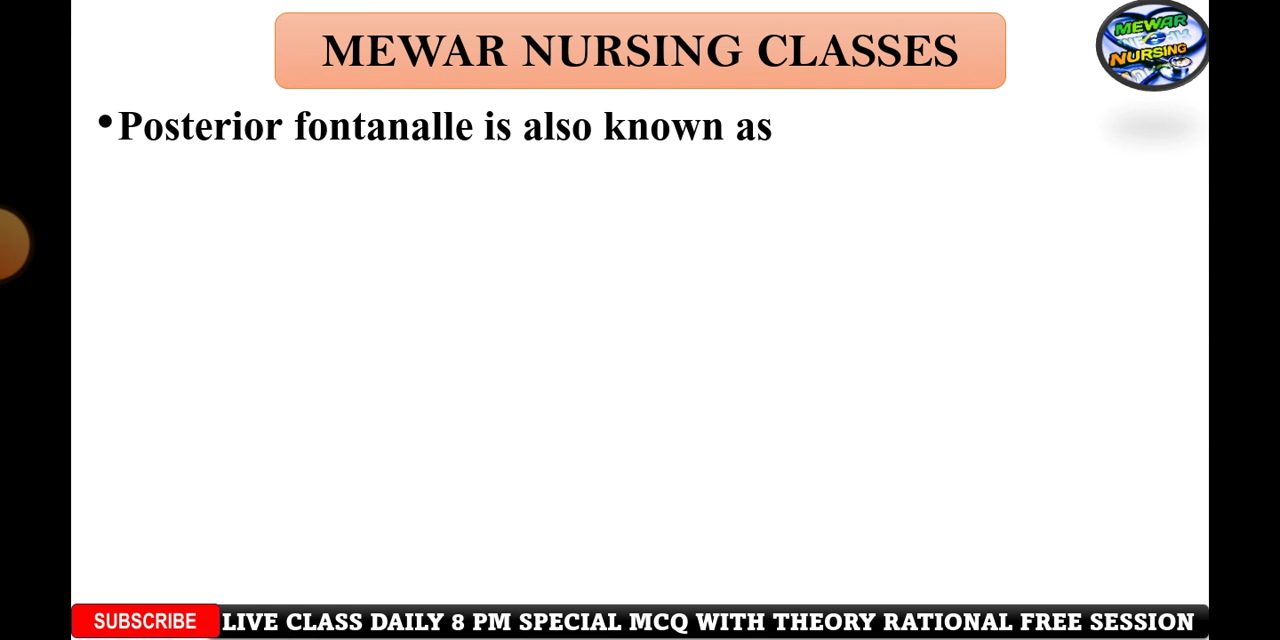 MEWAR NURSING CLASSES
MEWAR
NURSING
•Posterior fontanalle is also known as
SUBSCRIBE LIVE CLASS DAILY 8 PM SPECIAL MCQ WITH THEORY RATIONAL FREE SESSION